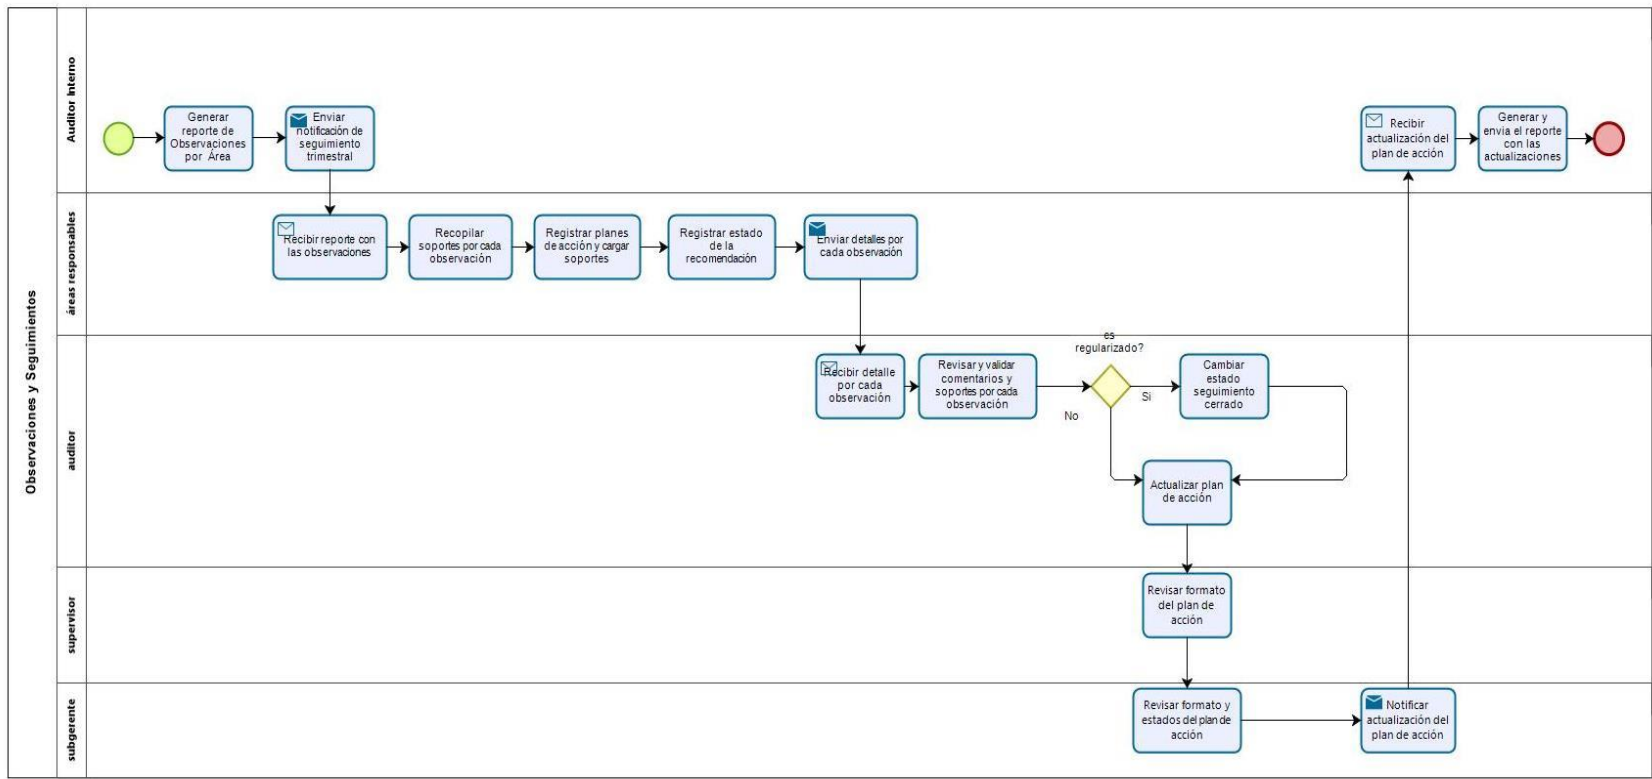 Observaciones y Seguimientos
Auditor Interno
Generar
reporte de
Observaciones
por Área
Enviar
notificación de
seguimiento
trimestral
Recibir
actualización del
plan de acción
Generar y
envia el reporte
con las
actualizaciones
áreas responsables
Recibir reporte con
las observaciones
Recopilar
soportes por cada
observación
Registrar planes
de acción y cargar
soportes
Registrar estado
de la
recomendación
Enviar detalles por
cada observación
auditor
Recibir detalle
por cada
observación
Revisar y validar
comentarios y
soportes por cada
observación
es
regularizado?
Si
No
Cambiar
estado
seguimiento
cerrado
Actualizar plan
de acción
supervisor
Revisar formato
del plan de
acción
subgerente
Revisar formato y
estados del plan de
acción
Notificar
actualización del
plan de acción